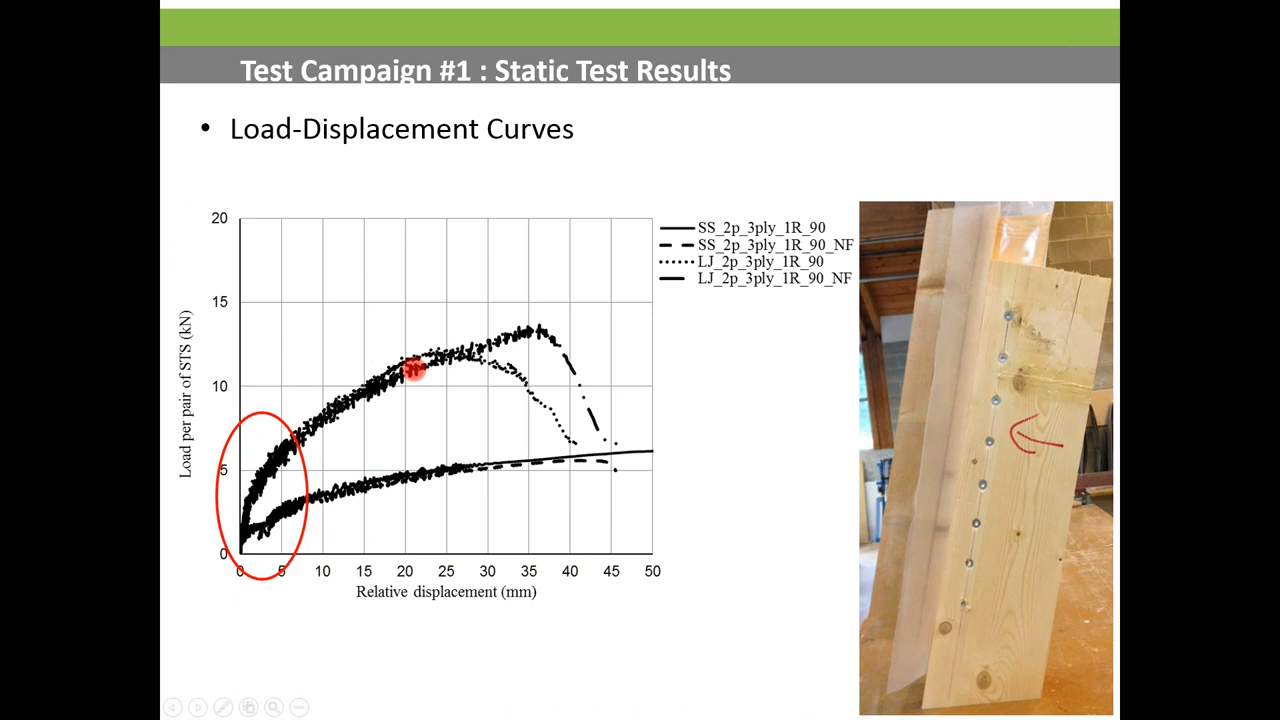 Test Campaign #1 : Static Test Results
• Load-Displacement Curves
20
15
10
5
0
0 5 10 15 20 25 30 35 40 45 50
Load per pair of STS (kN)
Relative displacement (mm)
SS_2p_3ply_1R_90
SS_2p_3ply_1R_90_NF
LJ_2p_3ply_1R_90
LJ_2p_3ply_1R_90_NF